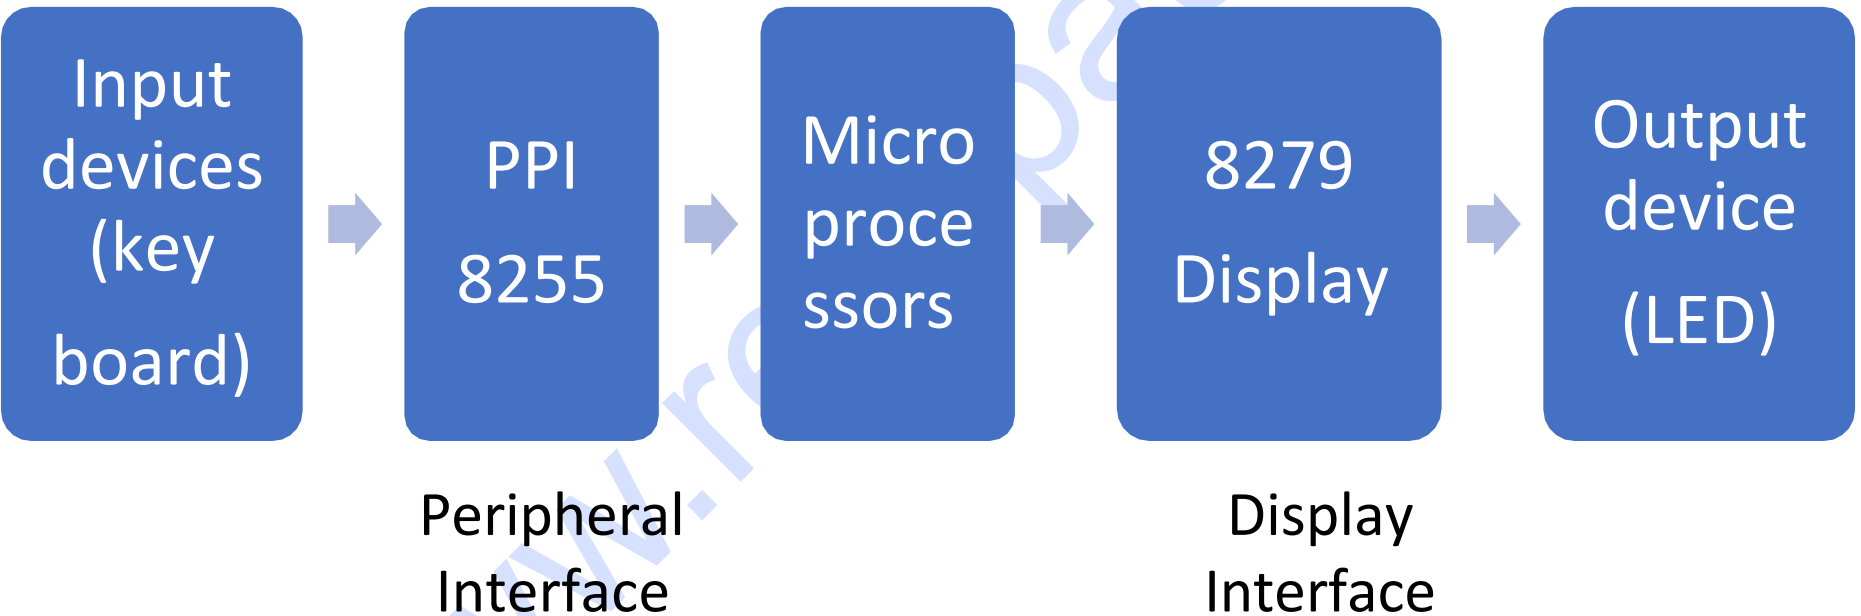 Input
devices
(key
board)
PPI
8255
Micro
proce
ssors
8279
Display
Output
device
(LED)
Peripheral
Interface
Display
Interface